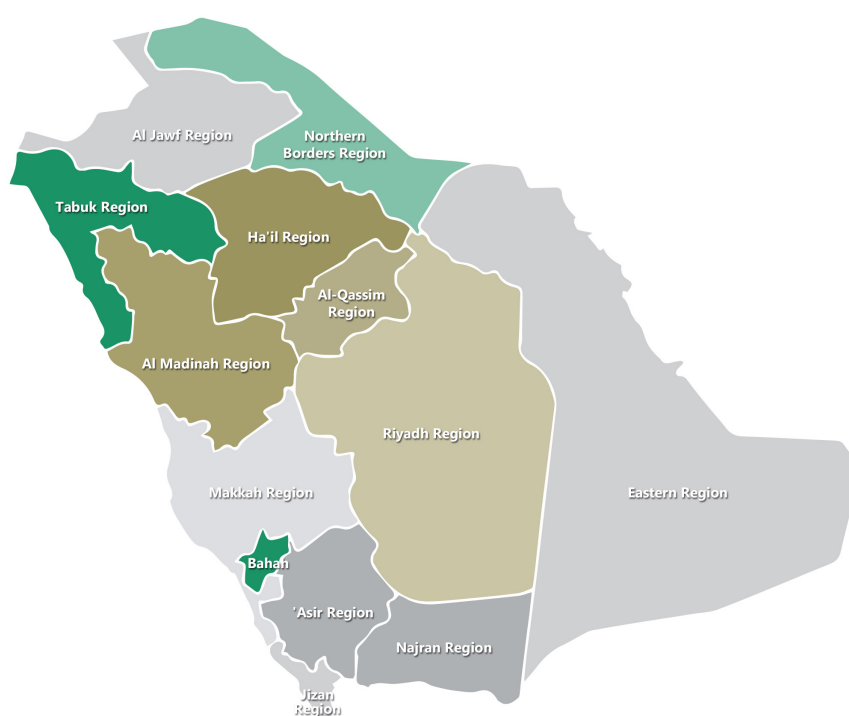 Al Jawf Region
Northern
Borders Region
Tabuk Region
Ha'il Region
Al-Qassim
Region
Al Madinah Region
Riyadh Region
Makkah Region
Eastern Region
Bahah
'Asir Region
Najran Region
Jizan
Region